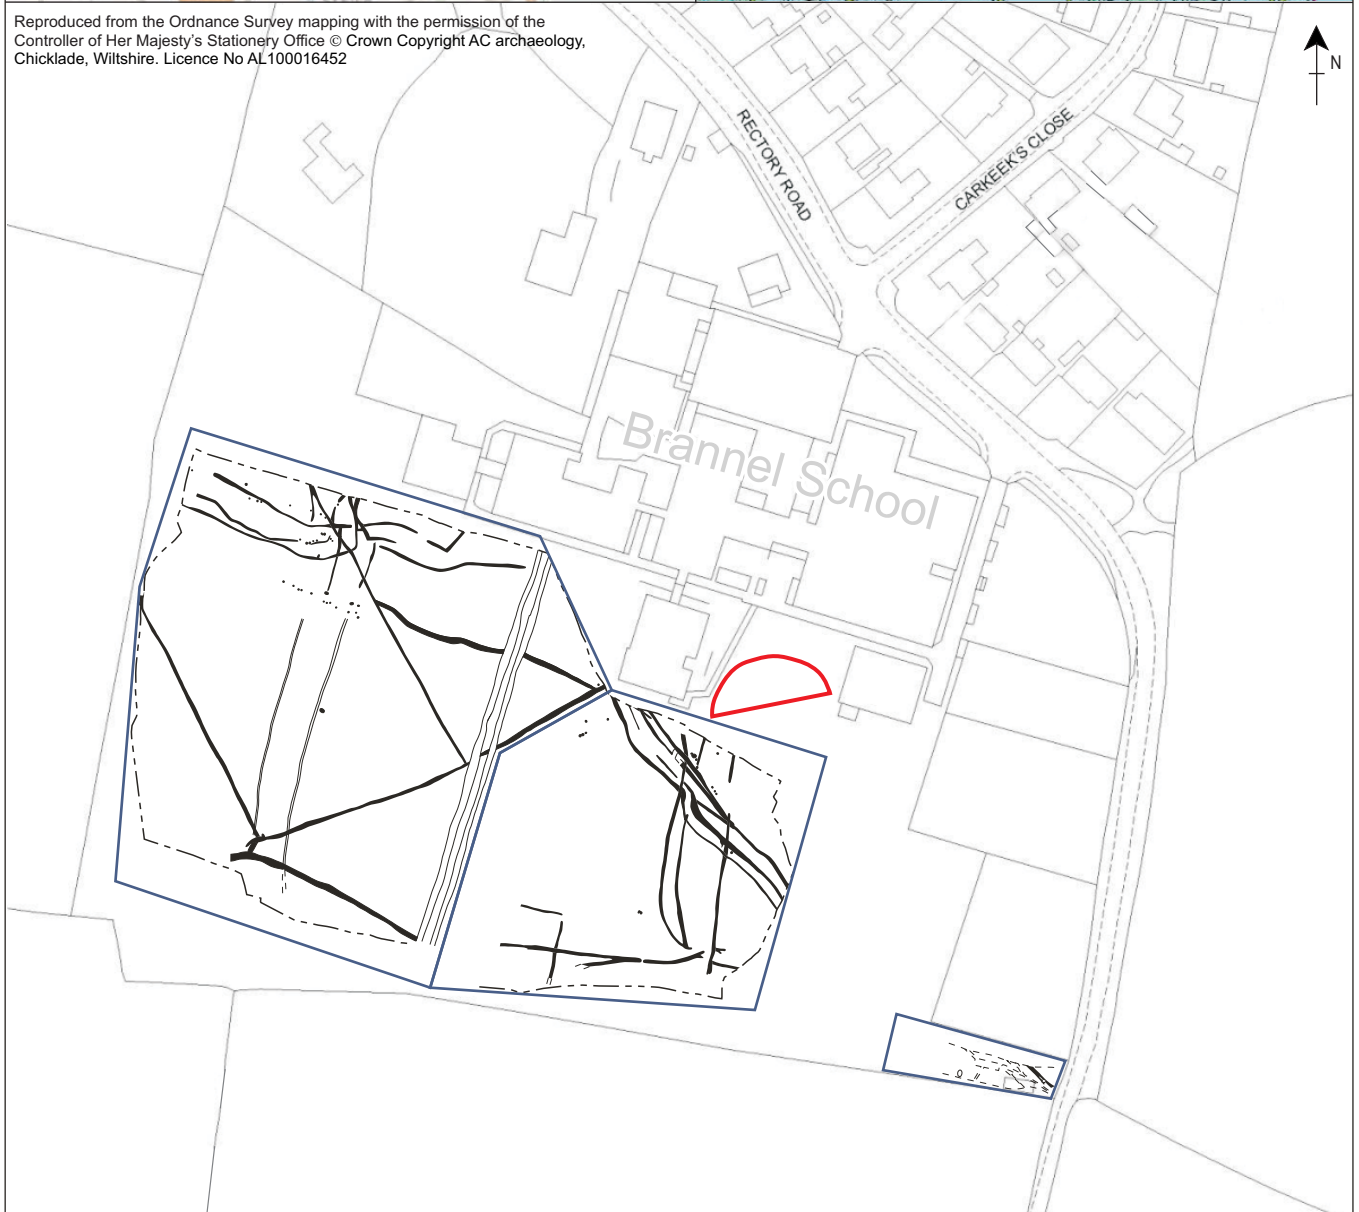 Reproduced from the Ordnance Survey mapping with the permission of the
Controller of Her Majesty's Stationery Office © Crown Copyright AC archaeology,
Chicklade, Wiltshire. Licence No AL100016452
N
RECTORY ROAD
CARKEEK'S CLOSE
Brannel School